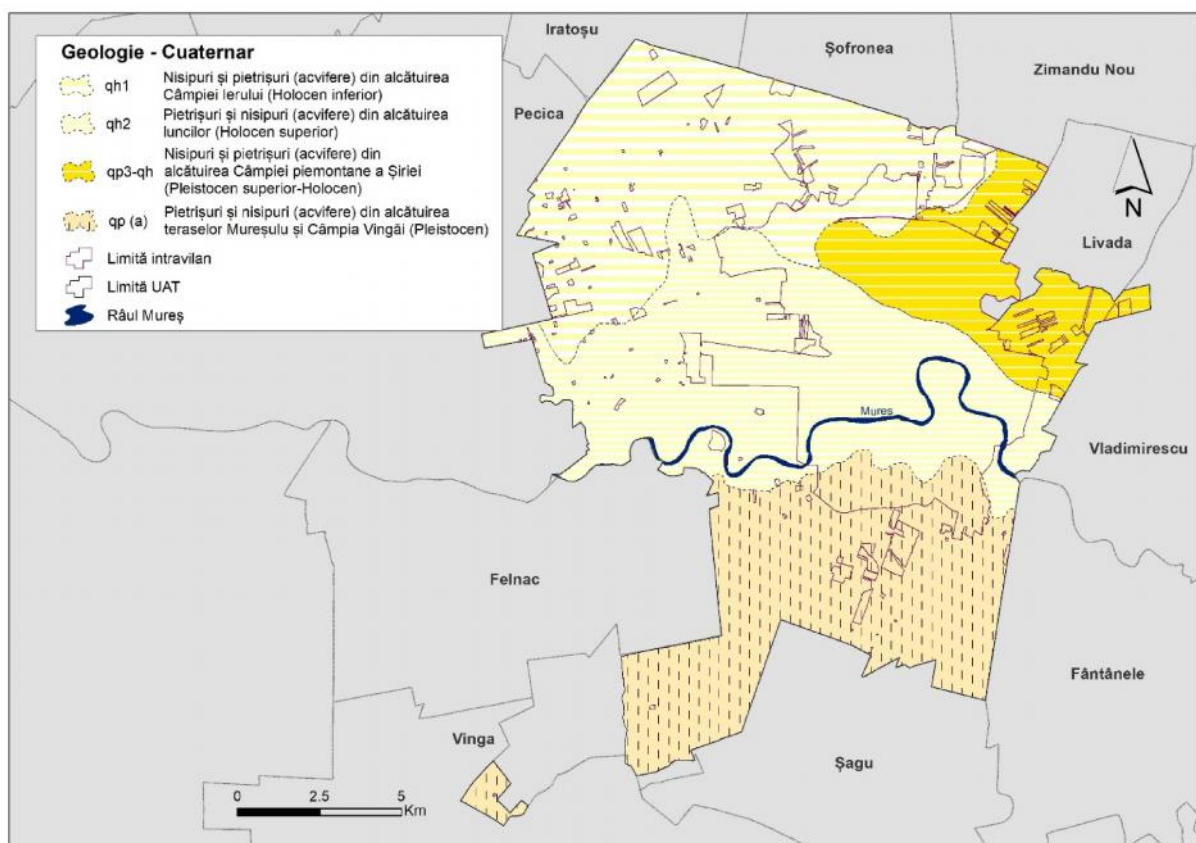 Iratoșu
Șofronea
Zimandu Nou
Geologie - Cuaternar
qh1 Nisipuri și pietrișuri (acvifere) din alcătuirea
Câmpiei Ierului (Holocen inferior)
qh2 Pietrișuri și nisipuri (acvifere) din alcătuirea
luncilor (Holocen superior)
qp3-qh Nisipuri și pietrișuri (acvifere) din
alcătuirea Câmpiei piemontane a Șiriei
(Pleistocen superior-Holocen)
qp (a) Pietrișuri și nisipuri (acvifere) din alcătuirea
teraselor Mureșului și Câmpia Vingăi (Pleistocen)
Limită intravilan
Limită UAT
Râul Mureș
Pecica
N
Livada
Mureș
Vladimirescu
Felnac
Fântânele
Vinga
Șagu
0 2.5 5
Km